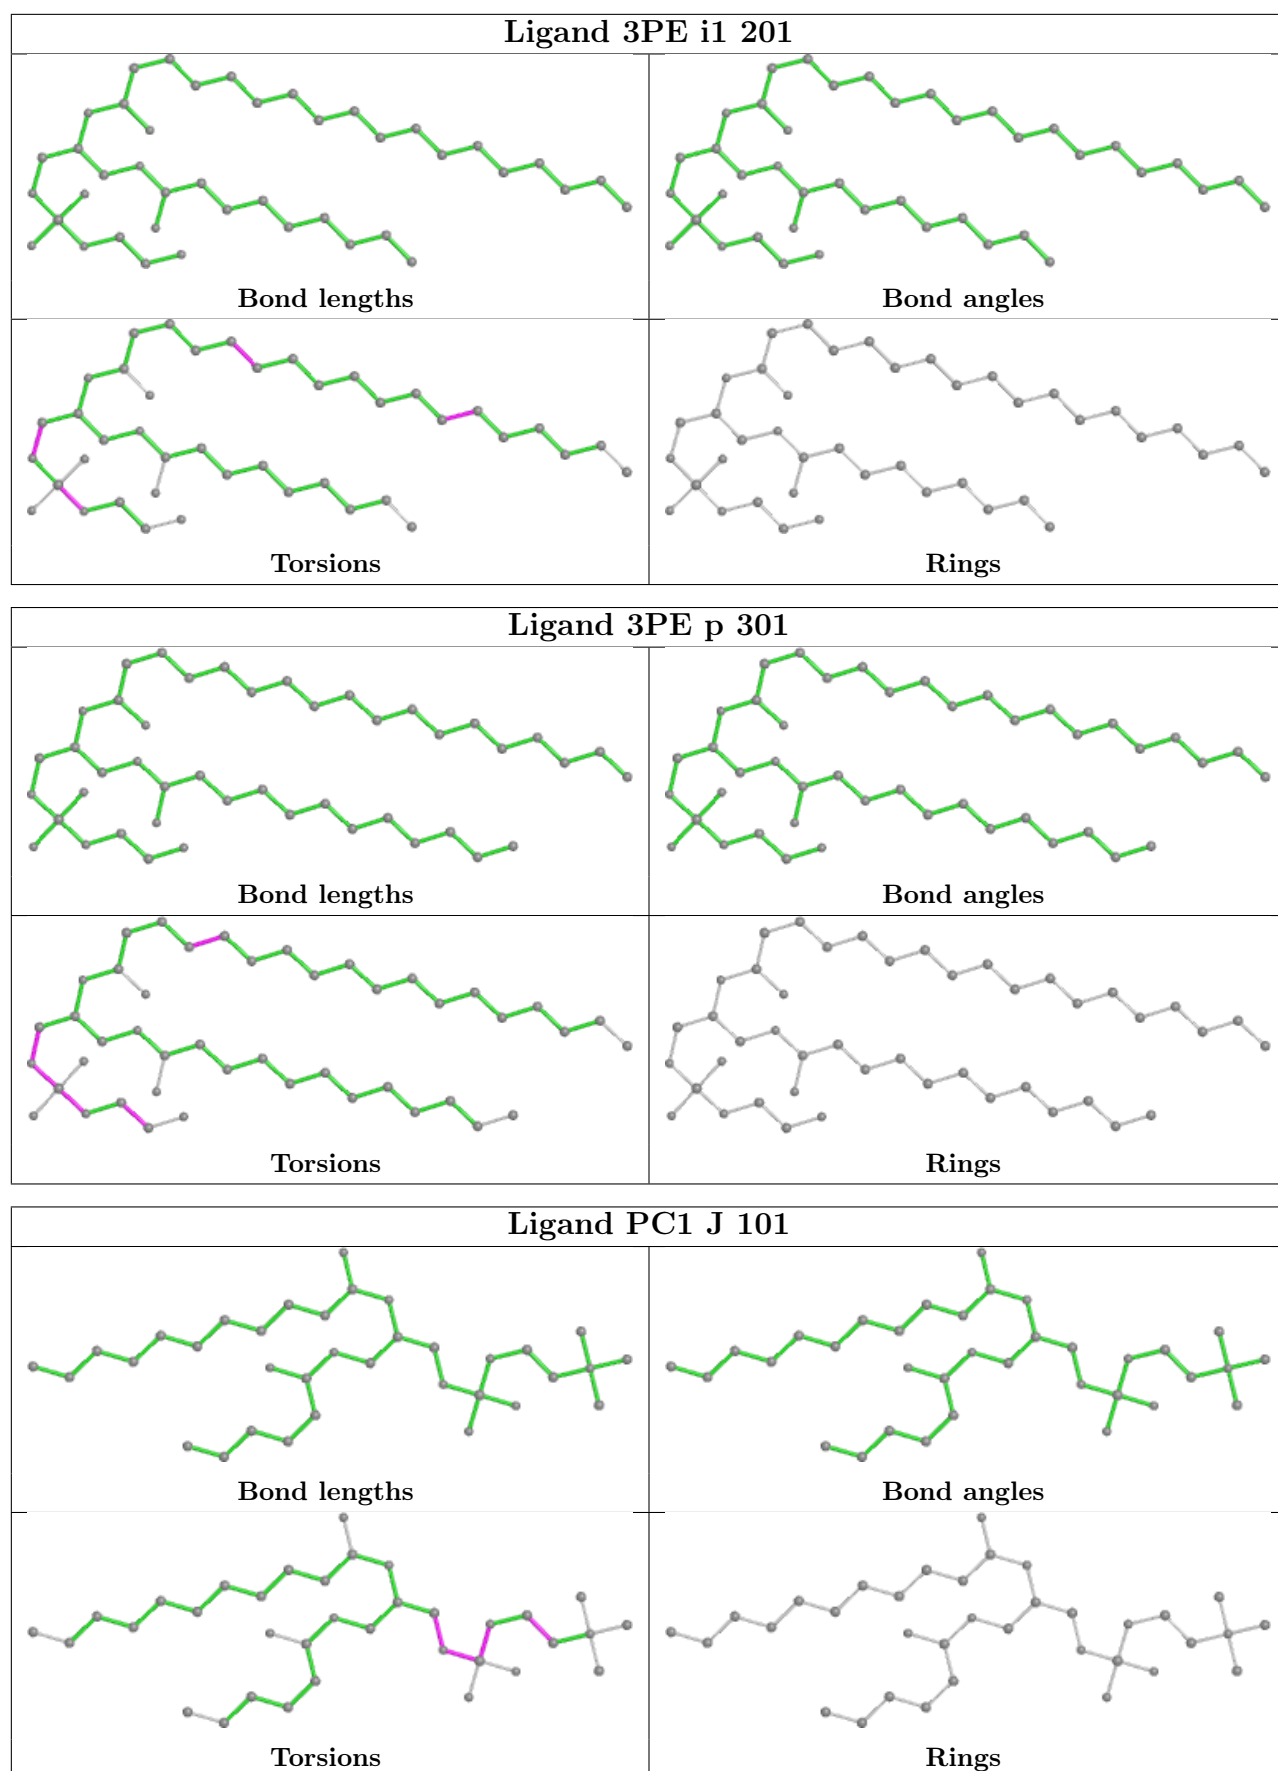 Ligand 3PE i1 201
Bond lengths
Bond angles
Torsions
Rings
Ligand 3PE p 301
Bond lengths
Bond angles
Torsions
Rings
Ligand PC1 J 101
Bond lengths
Bond angles
Torsions
Rings